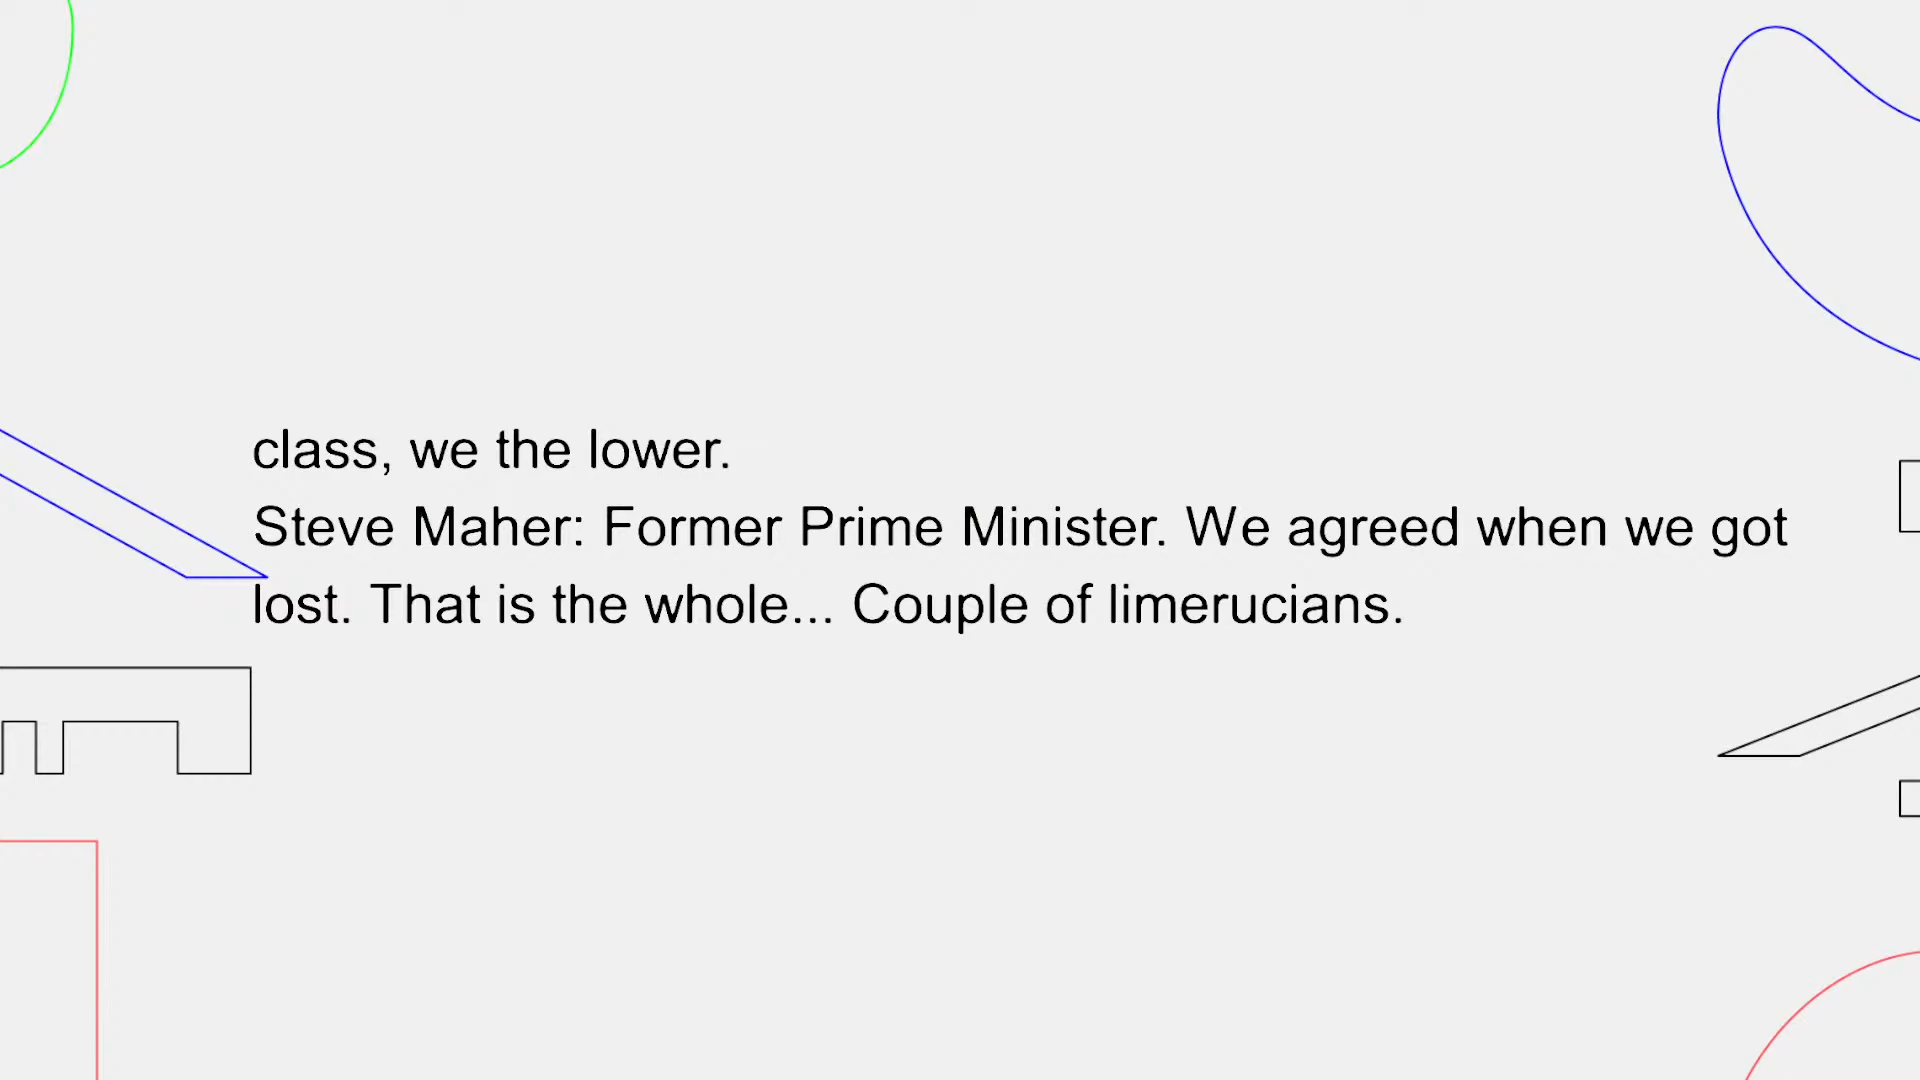 class, we the lower.
Steve Maher: Former Prime Minister. We agreed when we got
lost. That is the whole... Couple of limerucians.